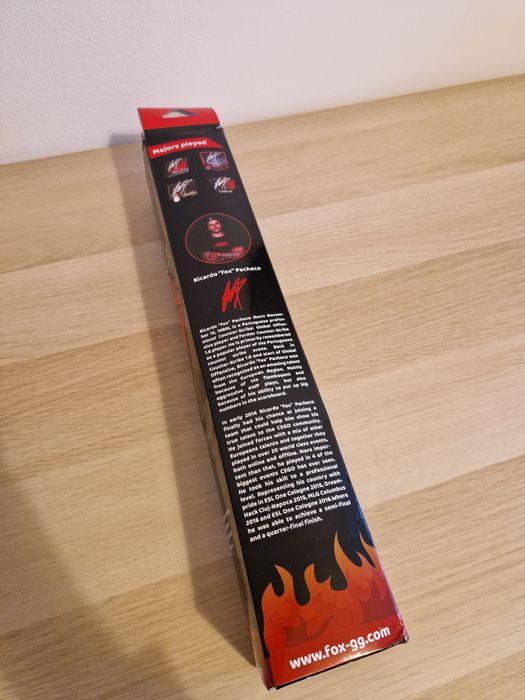 Majors played
Ricardo "fox" Pacheco
Ricardo "fox" Pacheco (born Novem-
ber 10, 1986), is a Portuguese profes-
sional Counter-Strike: Global Offen-
sive player and former Counter-Strike
1.6 player. He is primarily remembered
as a popular player of the Portuguese
counter strike scene. Back in
Counter-Strike 1.6 and start of Global
Offensive, Ricardo "fox" Pacheco was
often recognized as an amazing talent
from the European Region. Mainly
because of his flamboyant and
aggressive AWP plays, but also
because of his ability to put up big
numbers in the scoreboard.
In early 2014 Ricardo "fox" Pacheco
finally had his chance at joining a
team that could help him show his
true talent to the CSGO community.
He joined forces with a mix of other
Europeans talents and together they
played in over 20 world class events,
both online and offline. More impor-
tant than that, he played in 4 of the
biggest events CSGO has ever seen.
He took his skill to a professional
level. Representing his country with
pride in ESL One Cologne 2015, Dream-
Hack Cluj-Napoca 2015, MLG Columbus
2016 and ESL One Cologne 2016.Where
he was able to achieve a semi-final
and a quarter-final finish.
www.fox-gg.com